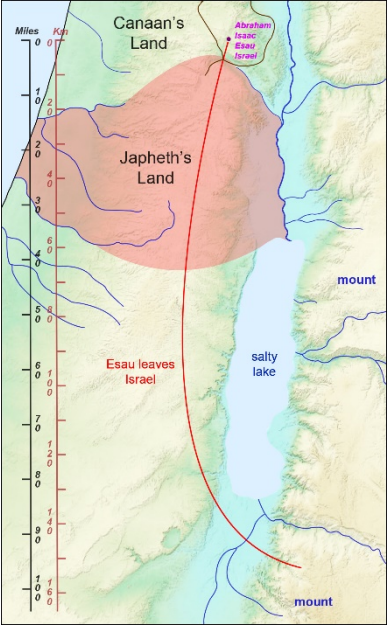 Canaan's
Land
Abraham
Isaac
Esau
Israel
Miles
Km
0
0
10
20
20
40
30
60
40
80
50
100
60
120
70
140
80
160
90
100
Japheth's
Land
mount
Esau leaves
Israel
salty
lake
mount